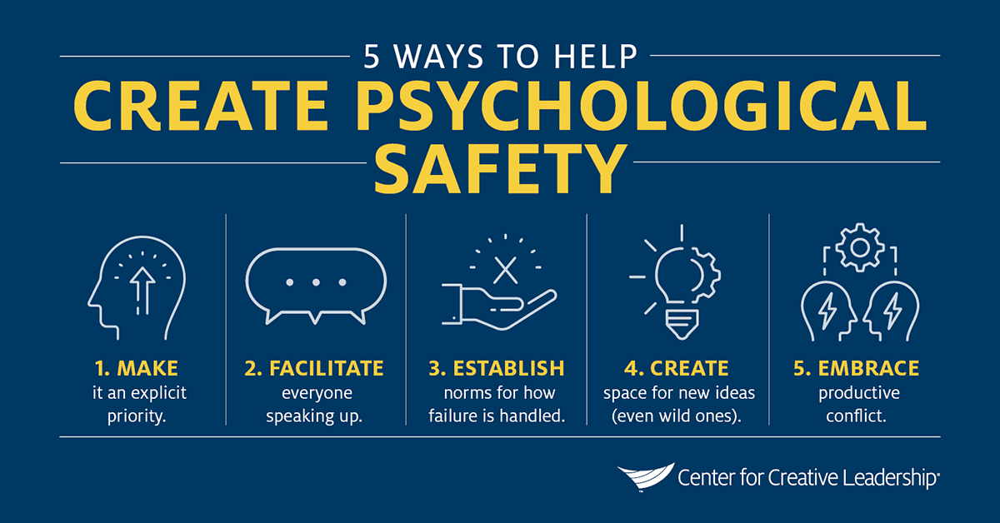 5 WAYS TO HELP
CREATE PSYCHOLOGICAL
SAFETY
1. MAKE
it an explicit
priority.
2. FACILITATE
everyone
speaking up.
3. ESTABLISH
norms for how
failure is handled.
4. CREATE
space for new ideas
(even wild ones).
5. EMBRACE
productive
conflict.
Center for Creative Leadership®
™